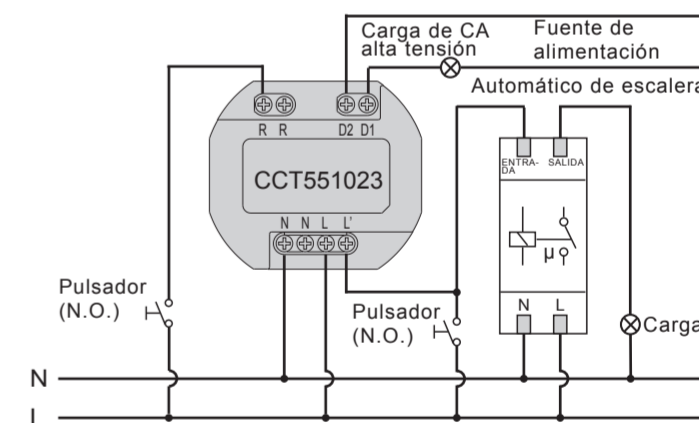 Carga de CA
alta tensión
Fuente de
alimentación
Automático de escalera
R R
D2 D1
CCT551023
N N L L'
ENTRA-
DA
SALIDA
µ
N L
Pulsador
(N.O.)
Pulsador
(N.O.)
Carga
N
L